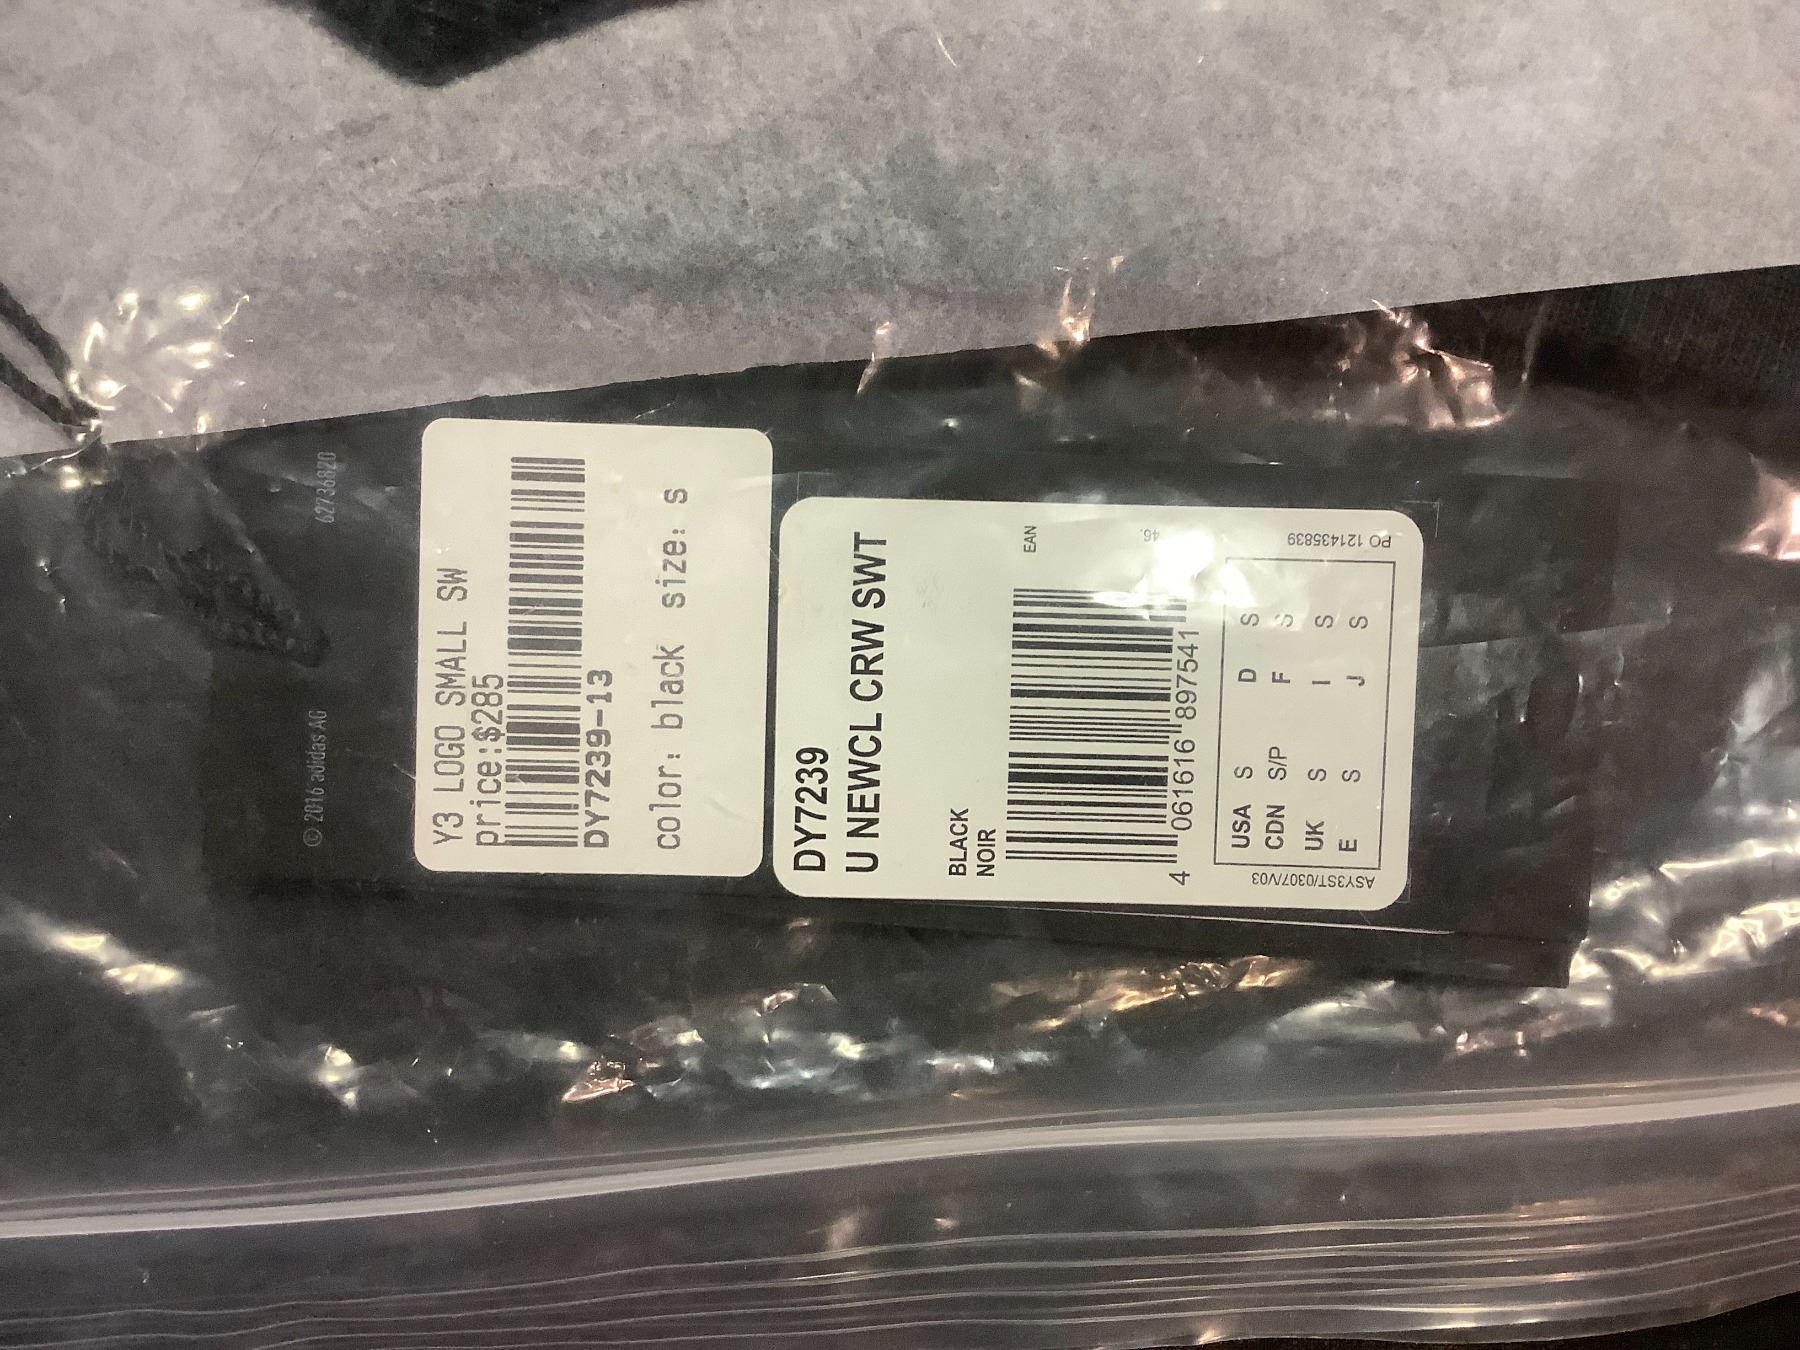 © 2016 adidas AG
62736820
Y3 LOGO SMALL SW
price:$285
DY7239-13
color: black size: S
DY7239
U NEWCL CRW SWT
BLACK
NOIR
EAN
46.
4 061616 897541
USA S D S
CDN S/P F S
UK S I S
E S J S
ASY3ST/0307/V03
PO 121435839